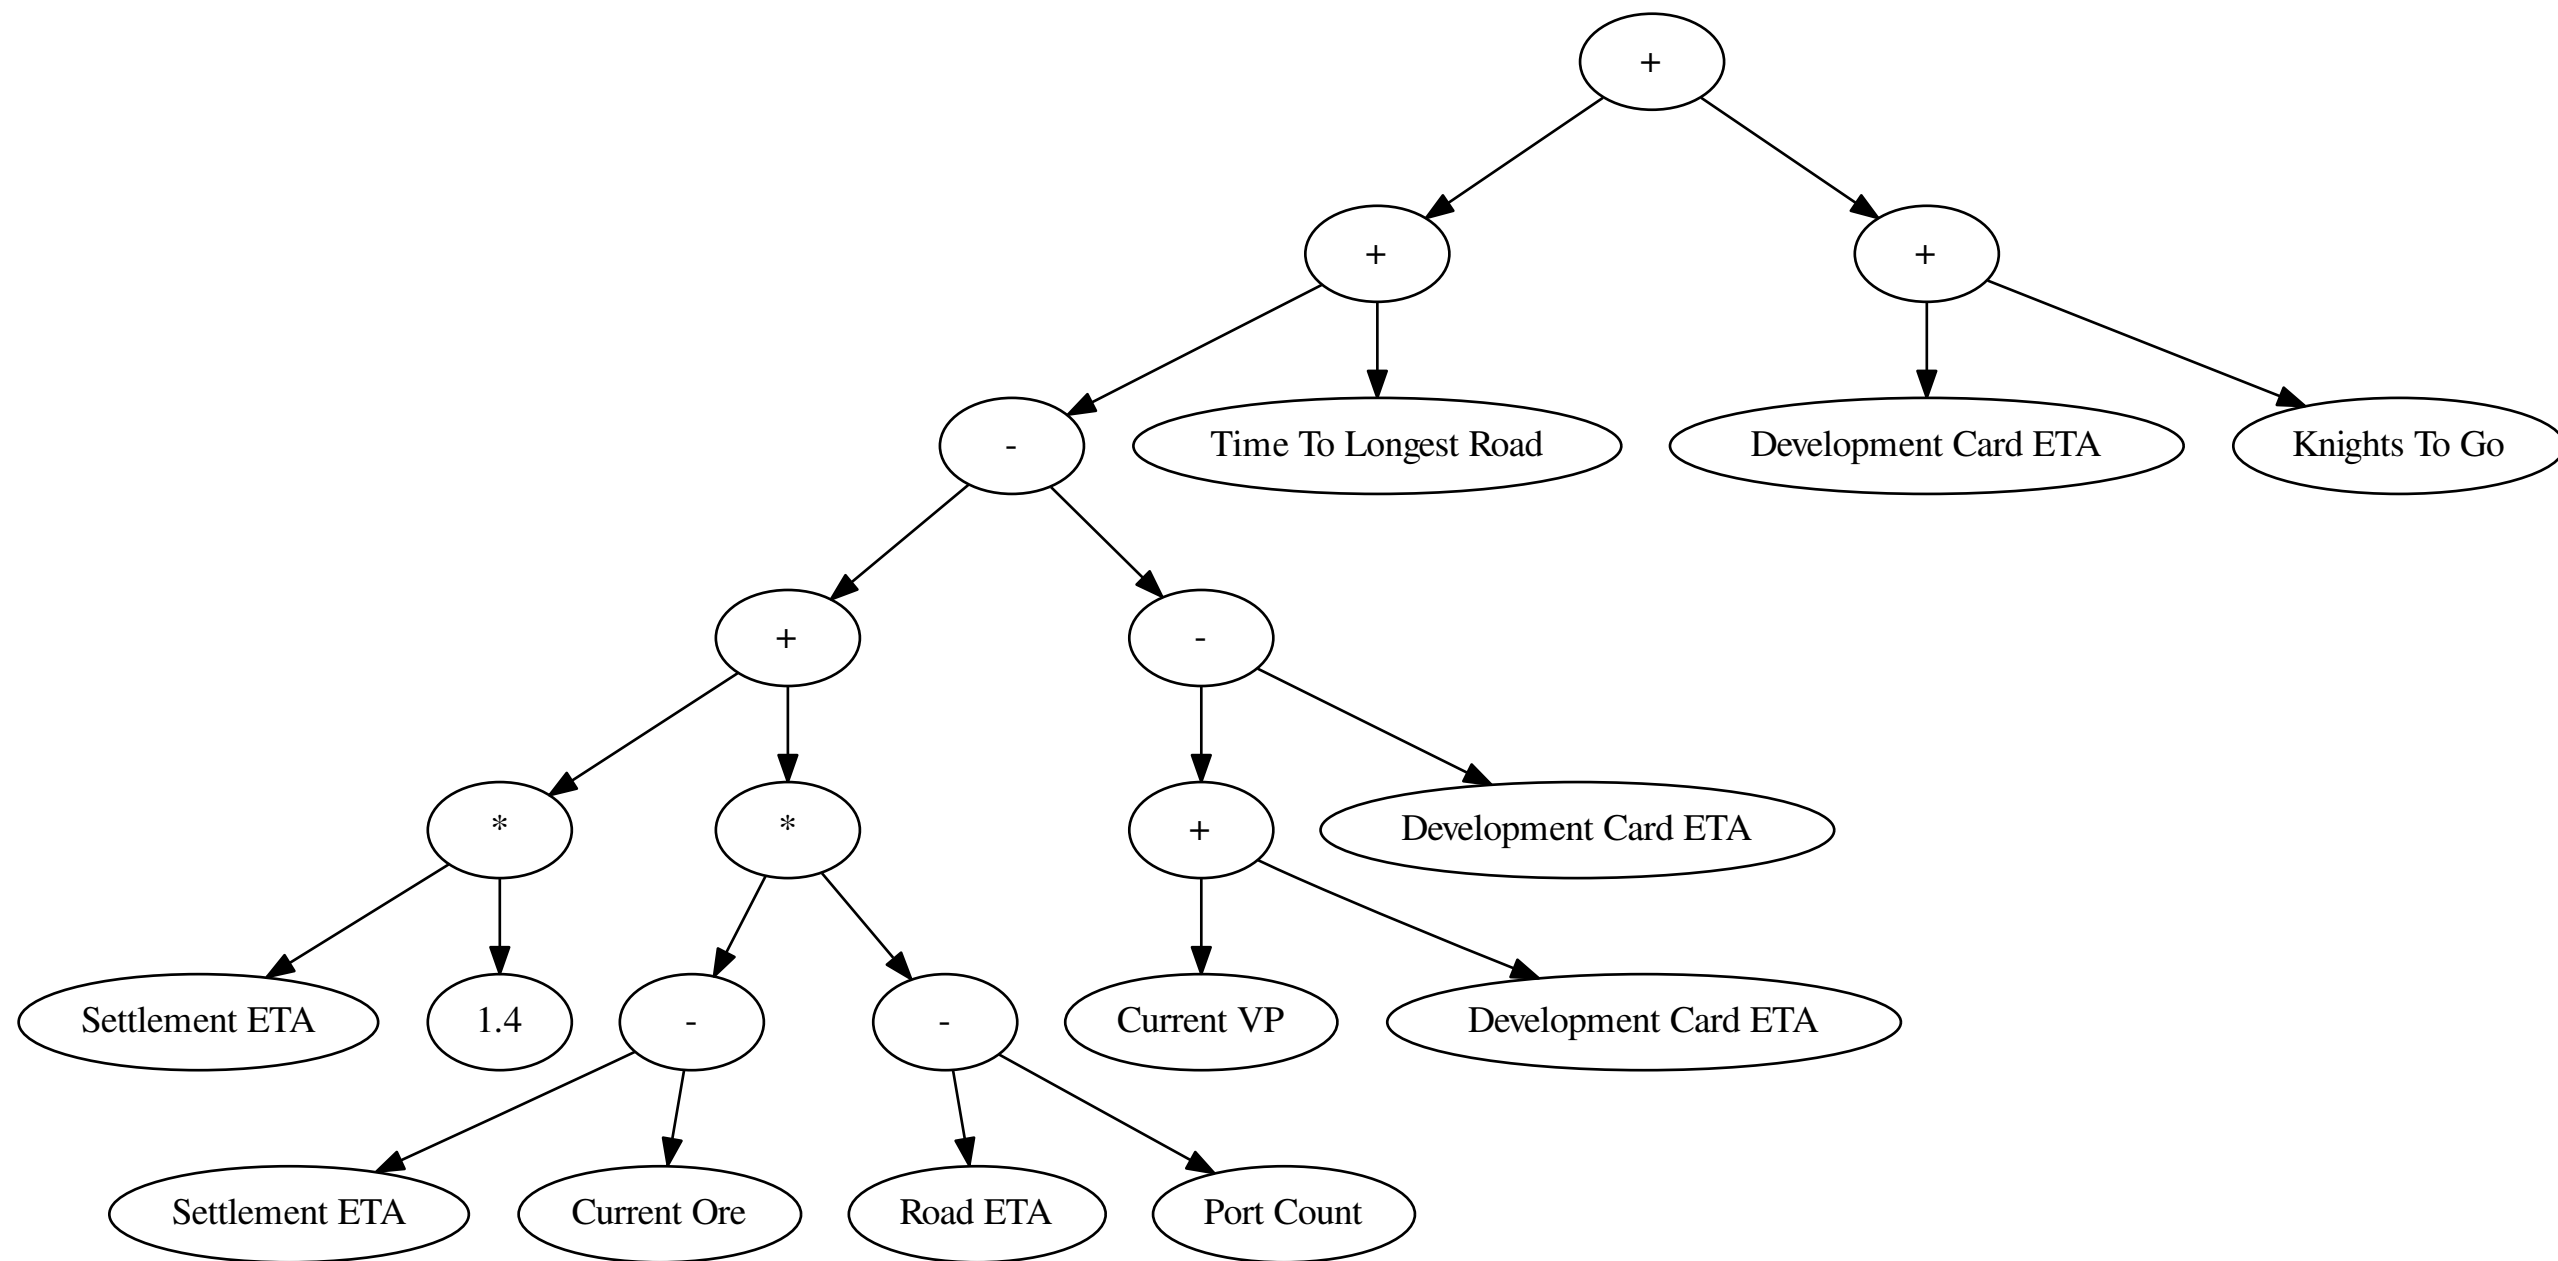 +
+
+
-
Time To Longest Road
Development Card ETA
Knights To Go
+
-
*
*
+
Development Card ETA
Settlement ETA
1.4
-
-
Current VP
Development Card ETA
Settlement ETA
Current Ore
Road ETA
Port Count